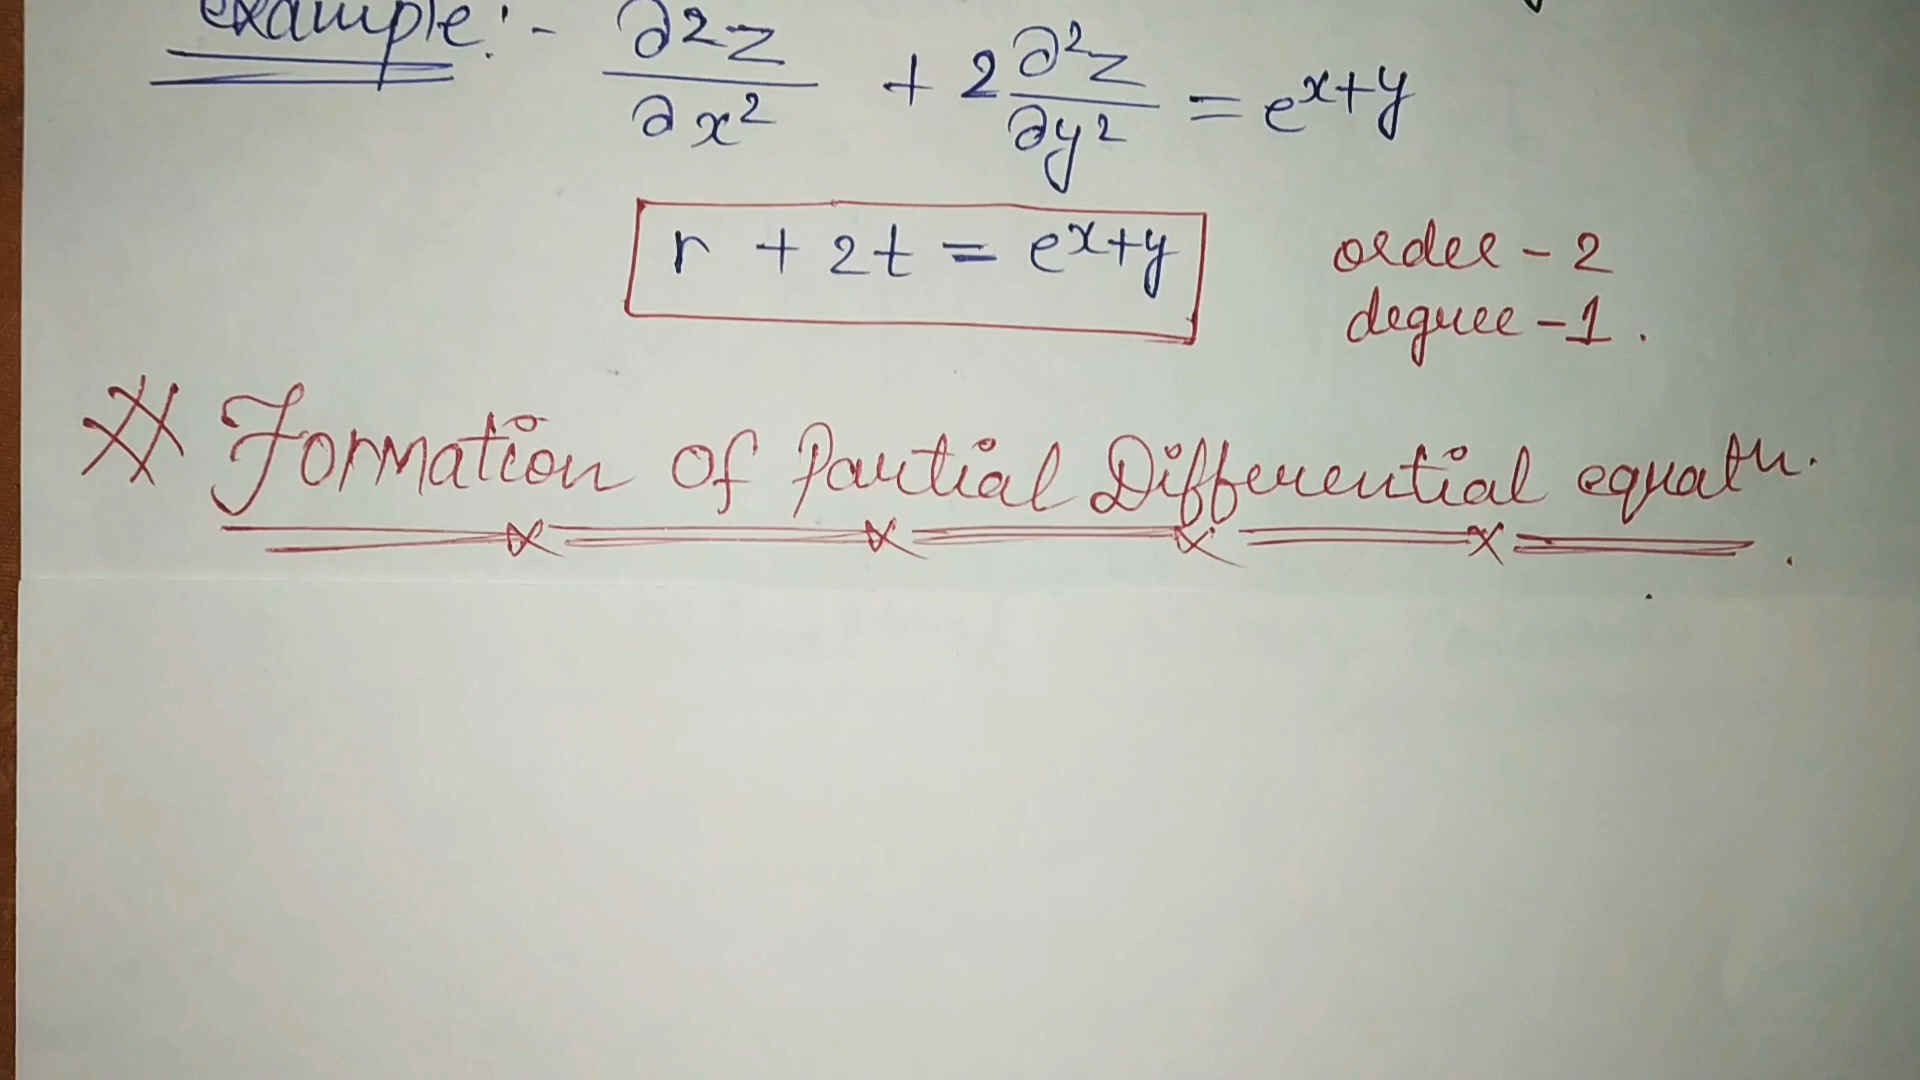 example:- ∂2z/∂x² + 2 ∂²z/∂y² = e^x+y
r + 2t = e^x+y
order - 2
degree - 1.
Formation of Partial Differential equatn.